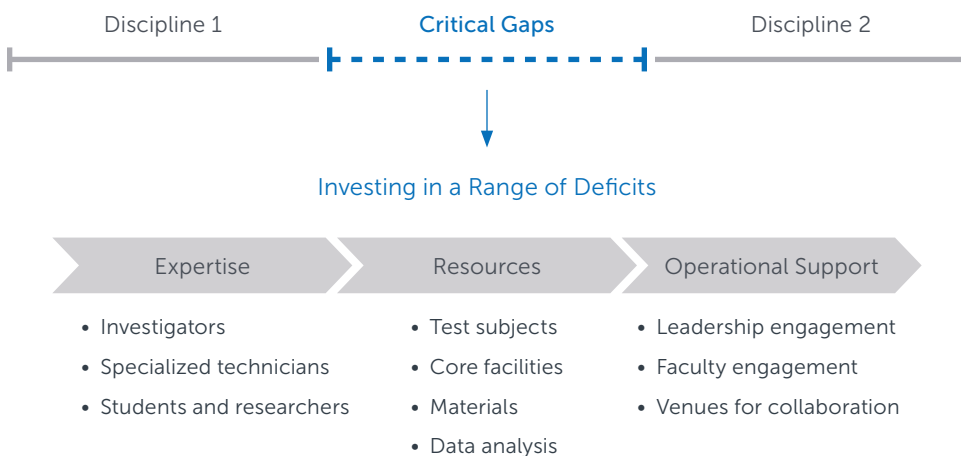 Discipline 1
Critical Gaps
Discipline 2
Investing in a Range of Deficits
Expertise
Resources
Operational Support
• Investigators
• Specialized technicians
• Students and researchers
• Test subjects
• Core facilities
• Materials
• Data analysis
• Leadership engagement
• Faculty engagement
• Venues for collaboration